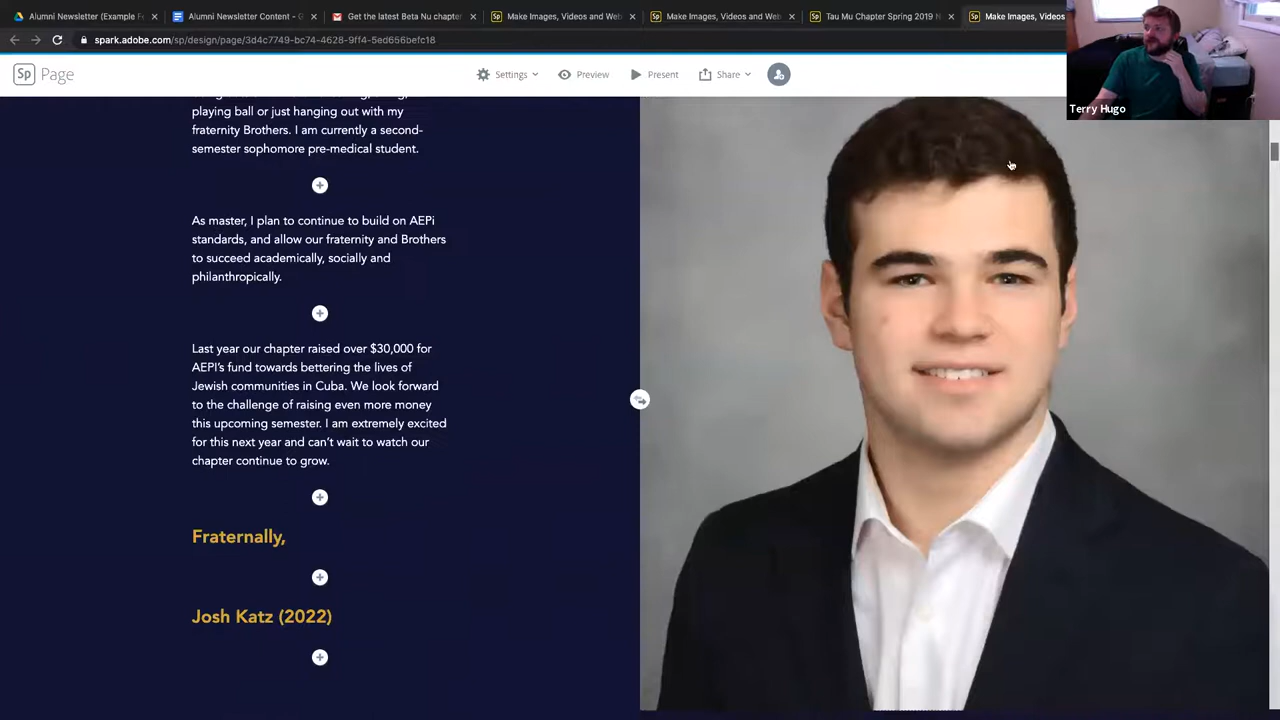 Alumni Newsletter (Example Fe
Alumni Newsletter Content - G
Get the latest Beta Nu chapter
Make Images, Videos and Web
Make Images, Videos and Web
Tau Mu Chapter Spring 2019 N
Make Images, Videos
spark.adobe.com/sp/design/page/3d4c7749-bc74-4628-9ff4-5ed656befc18
Terry Hugo
Sp Page
Settings
Preview
Present
Share
playing ball or just hanging out with my
fraternity Brothers. I am currently a second-
semester sophomore pre-medical student.
As master, I plan to continue to build on AEPi
standards, and allow our fraternity and Brothers
to succeed academically, socially and
philanthropically.
Last year our chapter raised over $30,000 for
AEPI's fund towards bettering the lives of
Jewish communities in Cuba. We look forward
to the challenge of raising even more money
this upcoming semester. I am extremely excited
for this next year and can't wait to watch our
chapter continue to grow.
Fraternally,
Josh Katz (2022)